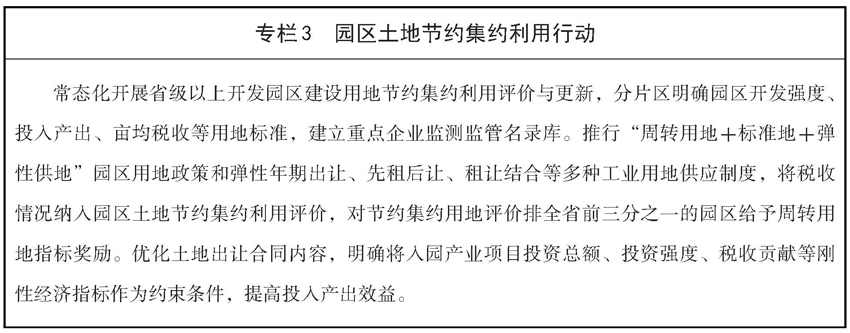 专栏3 园区土地节约集约利用行动
常态化开展省级以上开发园区建设用地节约集约利用评价与更新，分片区明确园区开发强度、
投入产出、亩均税收等用地标准，建立重点企业监测监管名录库。推行“周转用地＋标准地＋弹
性供地”园区用地政策和弹性年期出让、先租后让、租让结合等多种工业用地供应制度，将税收
情况纳入园区土地节约集约利用评价，对节约集约用地评价排全省前三分之一的园区给予周转用
地指标奖励。优化土地出让合同内容，明确将入园产业项目投资总额、投资强度、税收贡献等刚
性经济指标作为约束条件，提高投入产出效益。